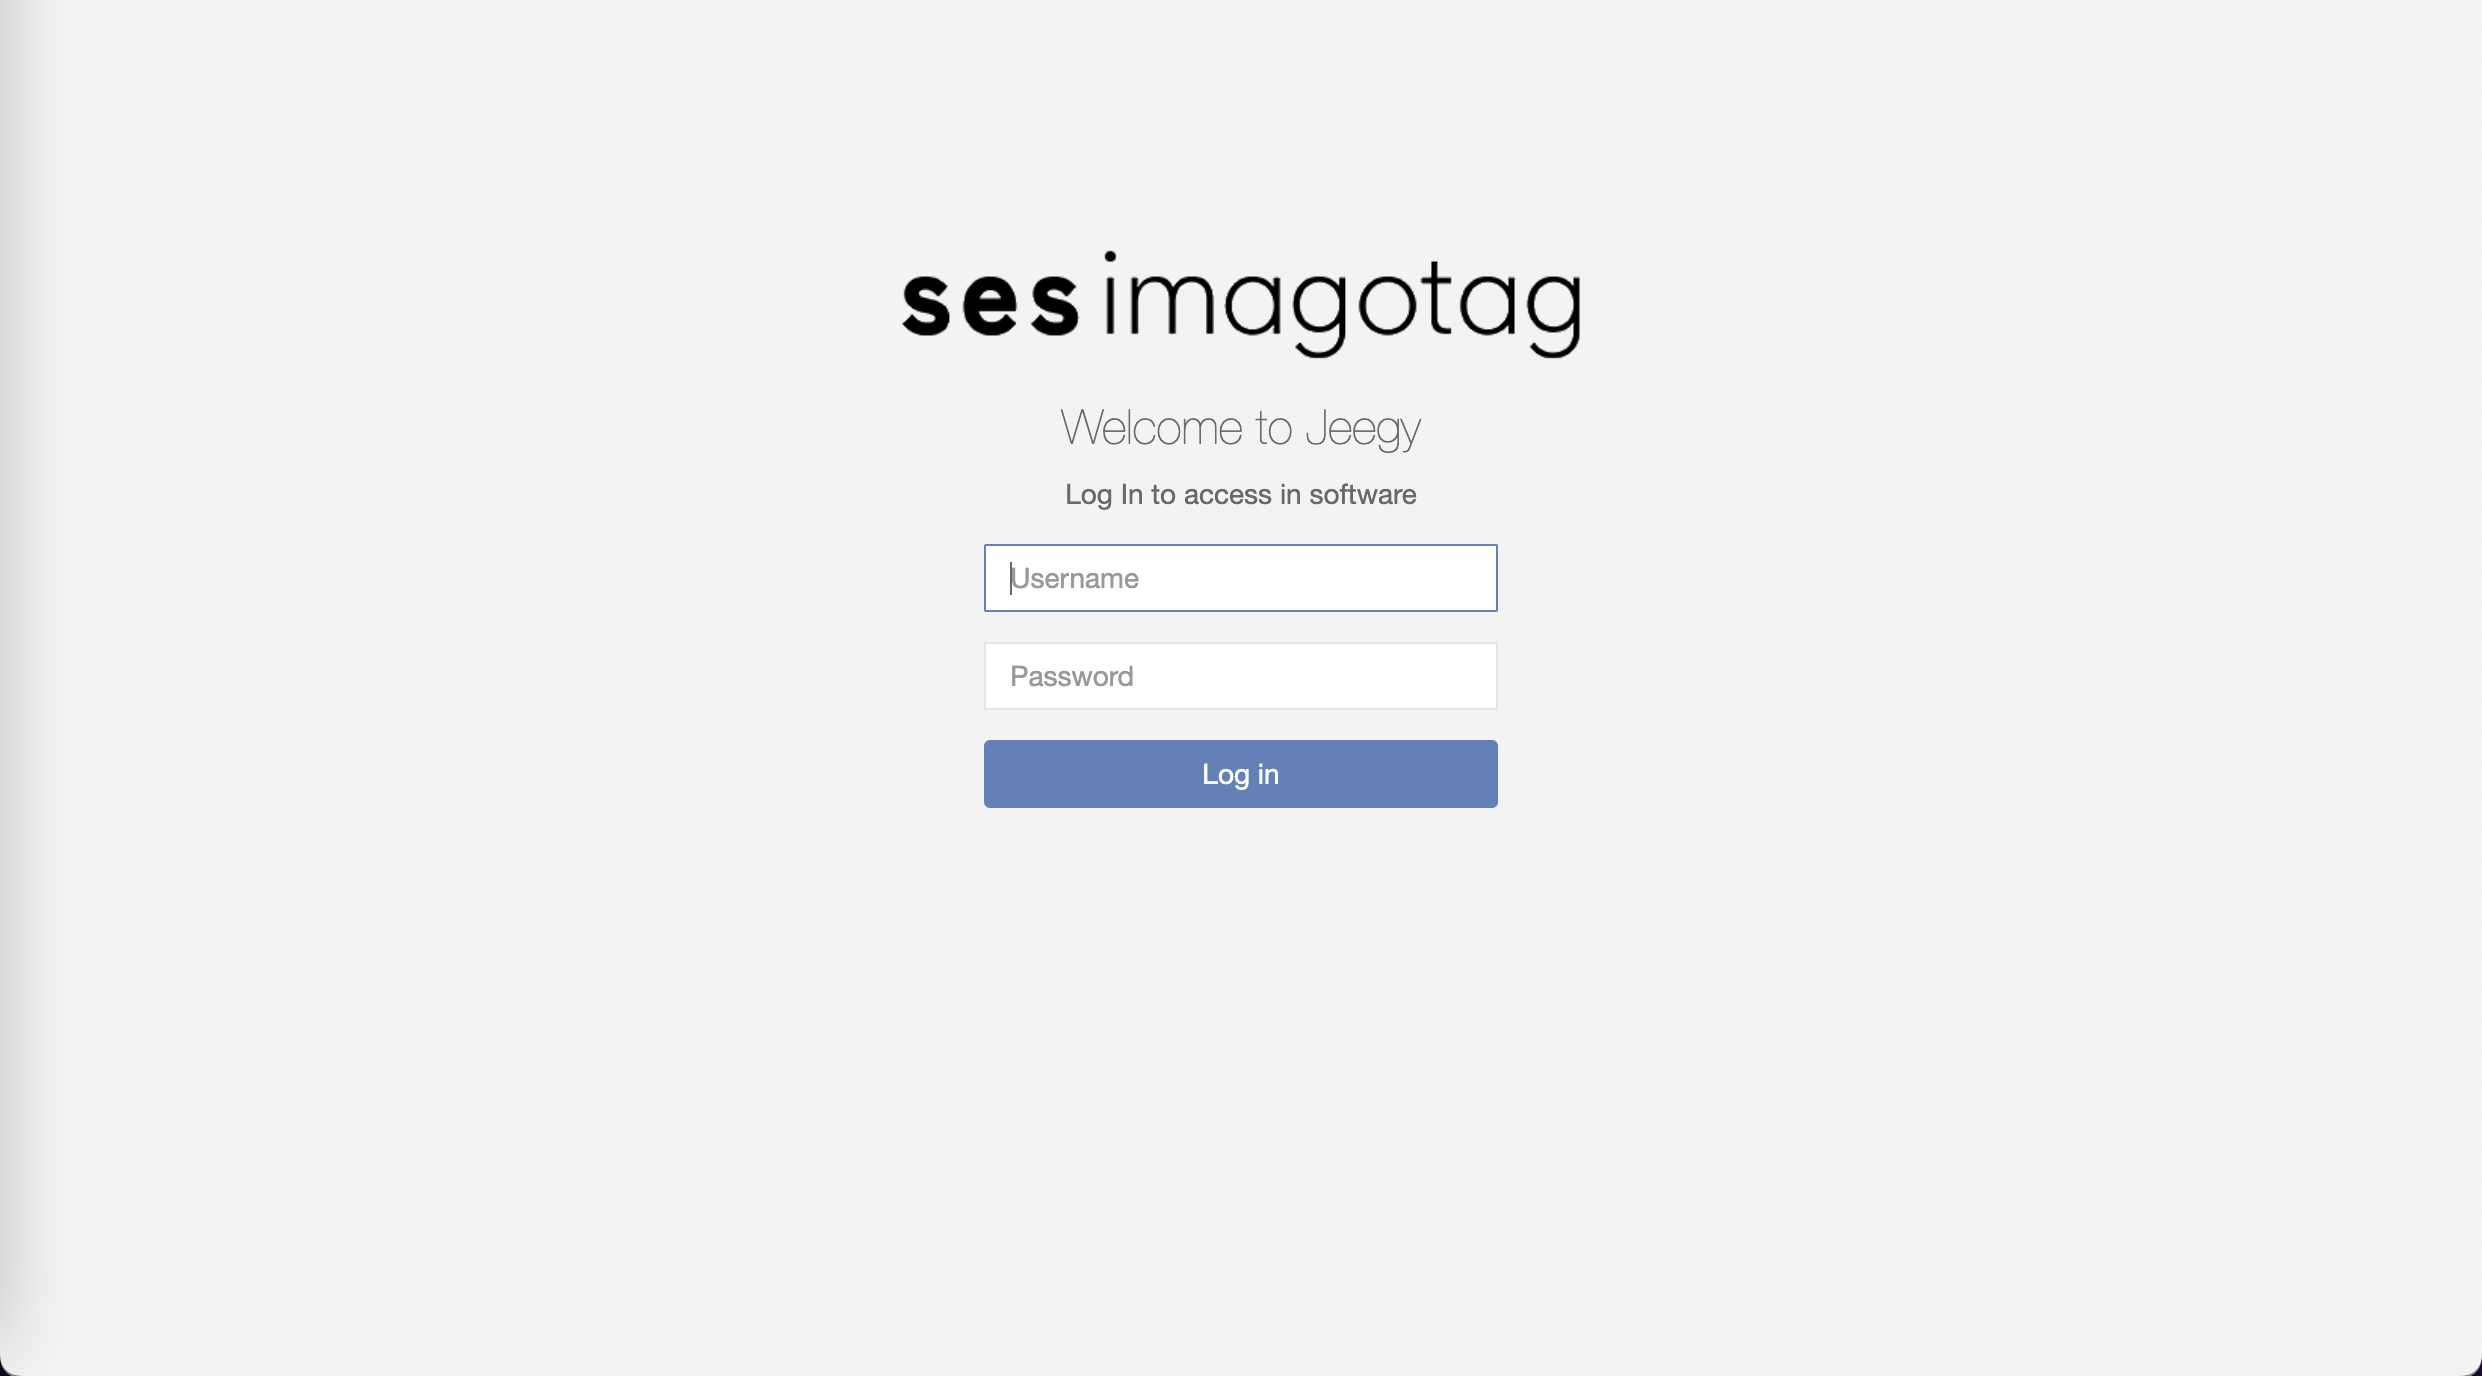 ses imagotag
Welcome to Jeegy
Log In to access in software
Username
Password
Log in